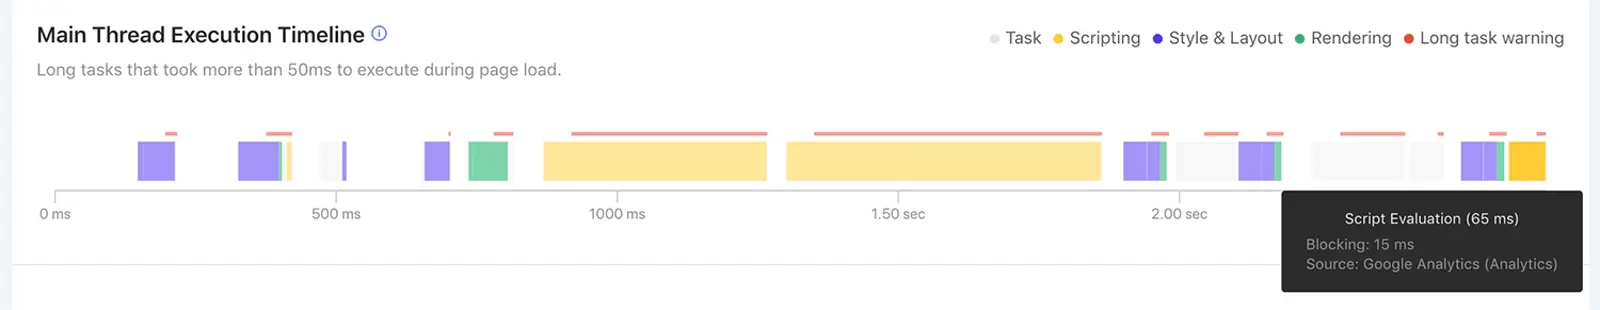 Main Thread Execution Timeline
Task Scripting Style & Layout Rendering Long task warning
Long tasks that took more than 50ms to execute during page load.
0 ms 500 ms 1000 ms 1.50 sec 2.00 sec
Script Evaluation (65 ms)
Blocking: 15 ms
Source: Google Analytics (Analytics)